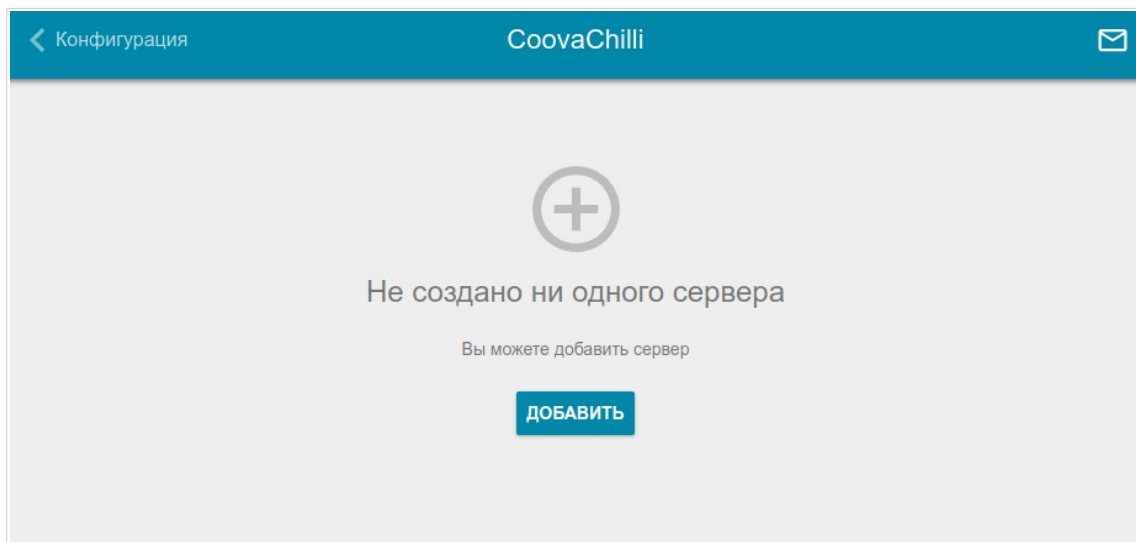 Конфигурация
CoovaChilli
Не создано ни одного сервера
Вы можете добавить сервер
ДОБАВИТЬ